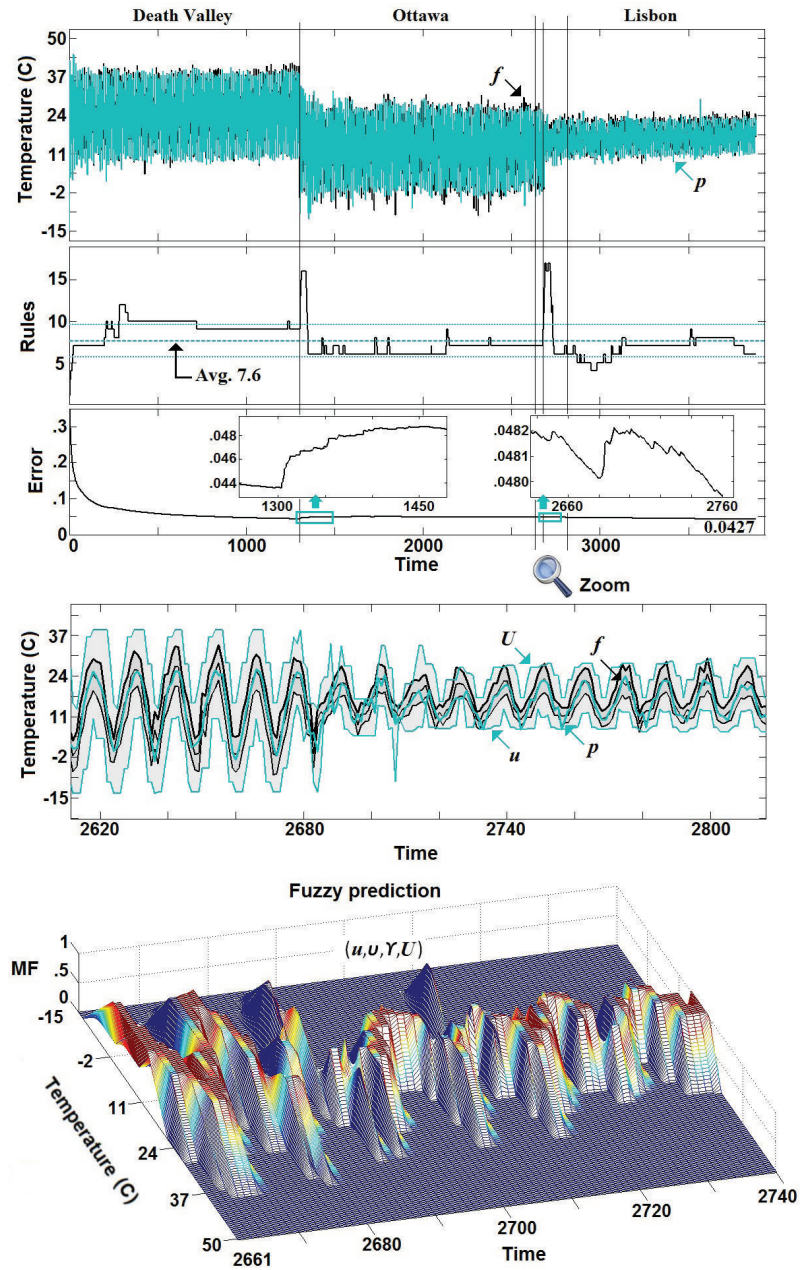 Death Valley Ottawa Lisbon
Temperature (C)
50
37
24
11
-2
-15
f
p
Rules
15
10
5
Avg. 7.6
Error
.3
.2
.1
0
.048
.046
.044
1300 1450
.0482
.0481
.0480
2660 2760
0.0427
0 1000 2000 3000
Time
Zoom
Temperature (C)
37
24
11
-2
-15
U
f
u
p
2620 2680 2740 2800
Time
Fuzzy prediction
(u,υ,ϒ,U)
MF
1
.5
0
-15
-2
11
24
37
50
Temperature (C)
2661
2680
2700
2720
2740
Time